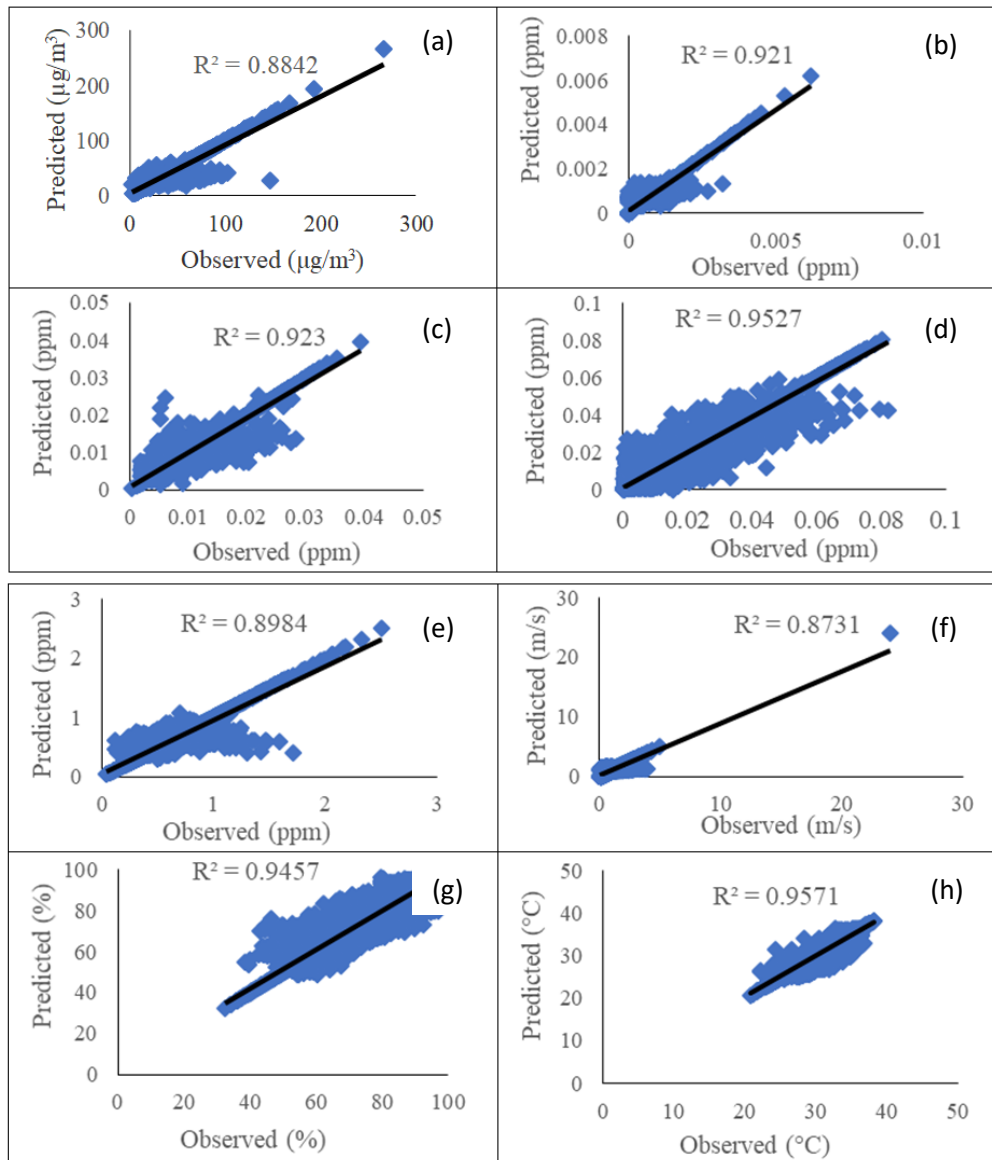 (a)
R² = 0.8842
Predicted (µg/m³)
300
200
100
0
0
100
200
300
Observed (µg/m³)
(b)
R² = 0.921
Predicted (ppm)
0.008
0.006
0.004
0.002
0
0
0.005
0.01
Observed (ppm)
(c)
R² = 0.923
Predicted (ppm)
0.05
0.04
0.03
0.02
0.01
0
0
0.01
0.02
0.03
0.04
0.05
Observed (ppm)
(d)
R² = 0.9527
Predicted (ppm)
0.1
0.08
0.06
0.04
0.02
0
0
0.02
0.04
0.06
0.08
0.1
Observed (ppm)
(e)
R² = 0.8984
Predicted (ppm)
3
2
1
0
0
1
2
3
Observed (ppm)
(f)
R² = 0.8731
Predicted (m/s)
30
20
10
0
0
10
20
30
Observed (m/s)
(g)
R² = 0.9457
Predicted (%)
100
80
60
40
20
0
0
20
40
60
80
100
Observed (%)
(h)
R² = 0.9571
Predicted (°C)
50
40
30
20
10
0
0
10
20
30
40
50
Observed (°C)